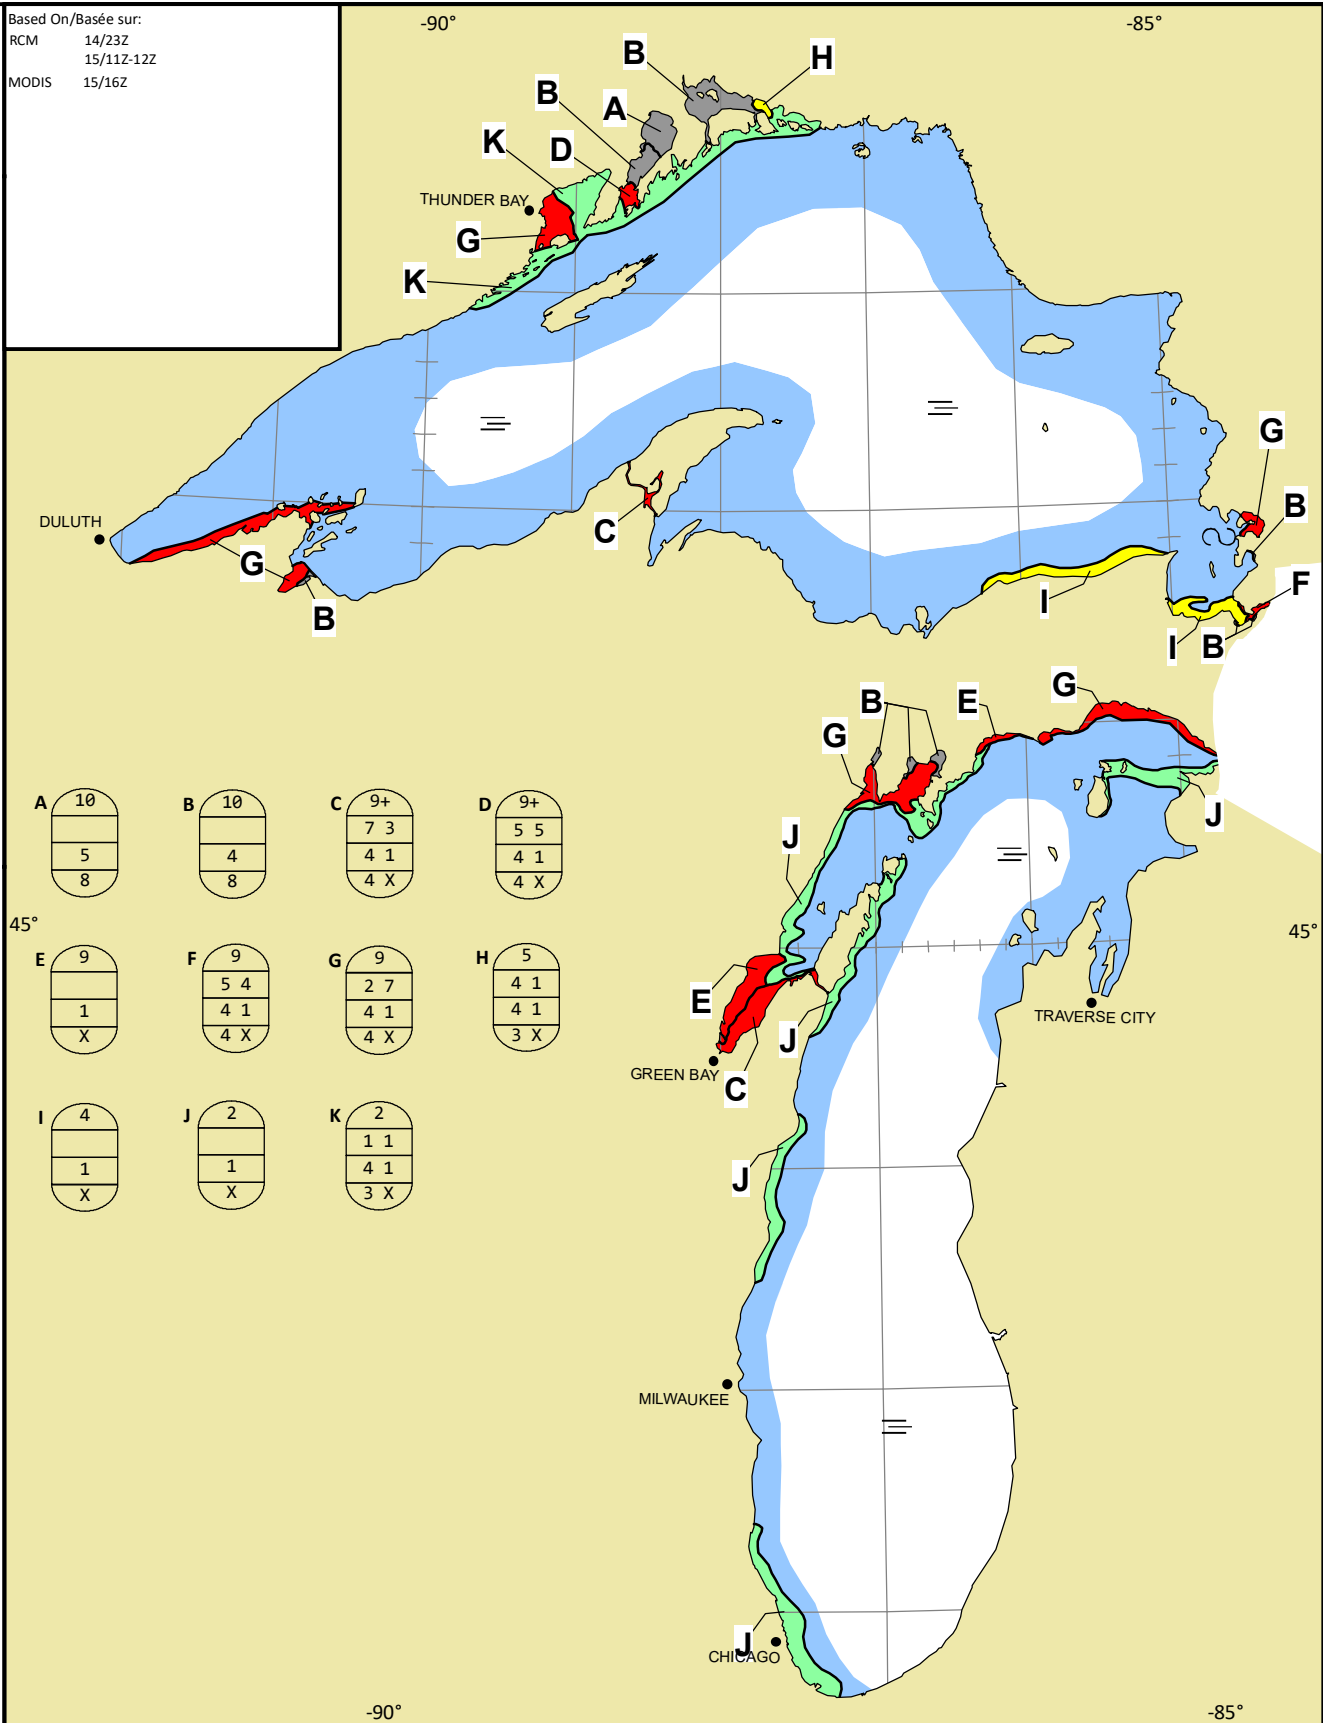 Based On/Basée sur:
RCM 14/23Z
15/11Z-12Z
MODIS 15/16Z
-90°
-85°
B
H
B
A
K
D
THUNDER BAY
G
K
G
B
DULUTH
C
G
B
F
I
I
B
B
E
G
G
J
J
A 10
5
8
B 10
4
8
C 9+
7 3
4 1
4 X
D 9+
5 5
4 1
4 X
45°
45°
E 9
1
X
F 9
5 4
4 1
4 X
G 9
2 7
4 1
4 X
H 5
4 1
4 1
3 X
E
TRAVERSE CITY
J
GREEN BAY
C
I 4
1
X
J 2
1
X
K 2
1 1
4 1
3 X
J
MILWAUKEE
J
CHICAGO
-90°
-85°